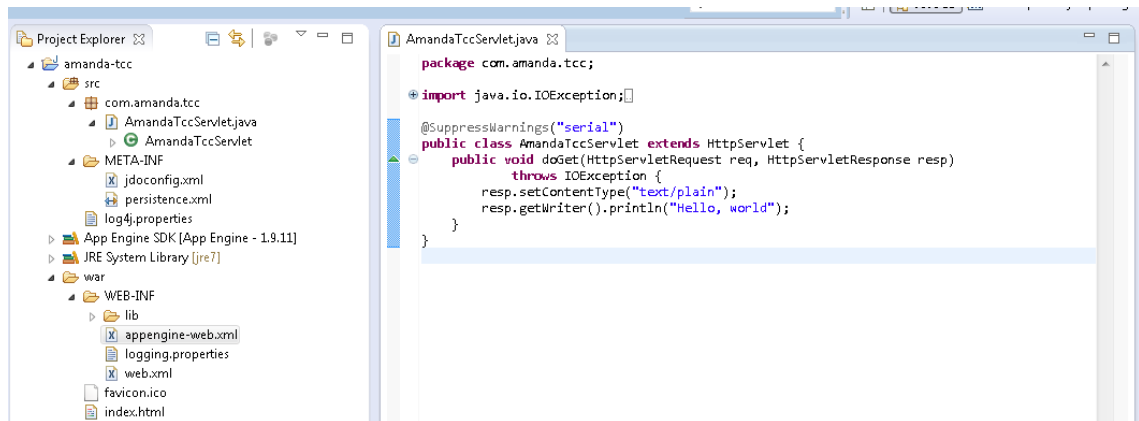 Project Explorer
amanda-tcc
src
com.amanda.tcc
AmandaTccServlet.java
AmandaTccServlet
META-INF
jdoconfig.xml
persistence.xml
log4j.properties
App Engine SDK [App Engine - 1.9.11]
JRE System Library [jre7]
war
WEB-INF
lib
appengine-web.xml
logging.properties
web.xml
favicon.ico
index.html
AmandaTccServlet.java
package com.amanda.tcc;
import java.io.IOException;
@SuppressWarnings("serial")
public class AmandaTccServlet extends HttpServlet {
public void doGet(HttpServletRequest req, HttpServletResponse resp)
throws IOException {
resp.setContentType("text/plain");
resp.getWriter().println("Hello, world");
}
}